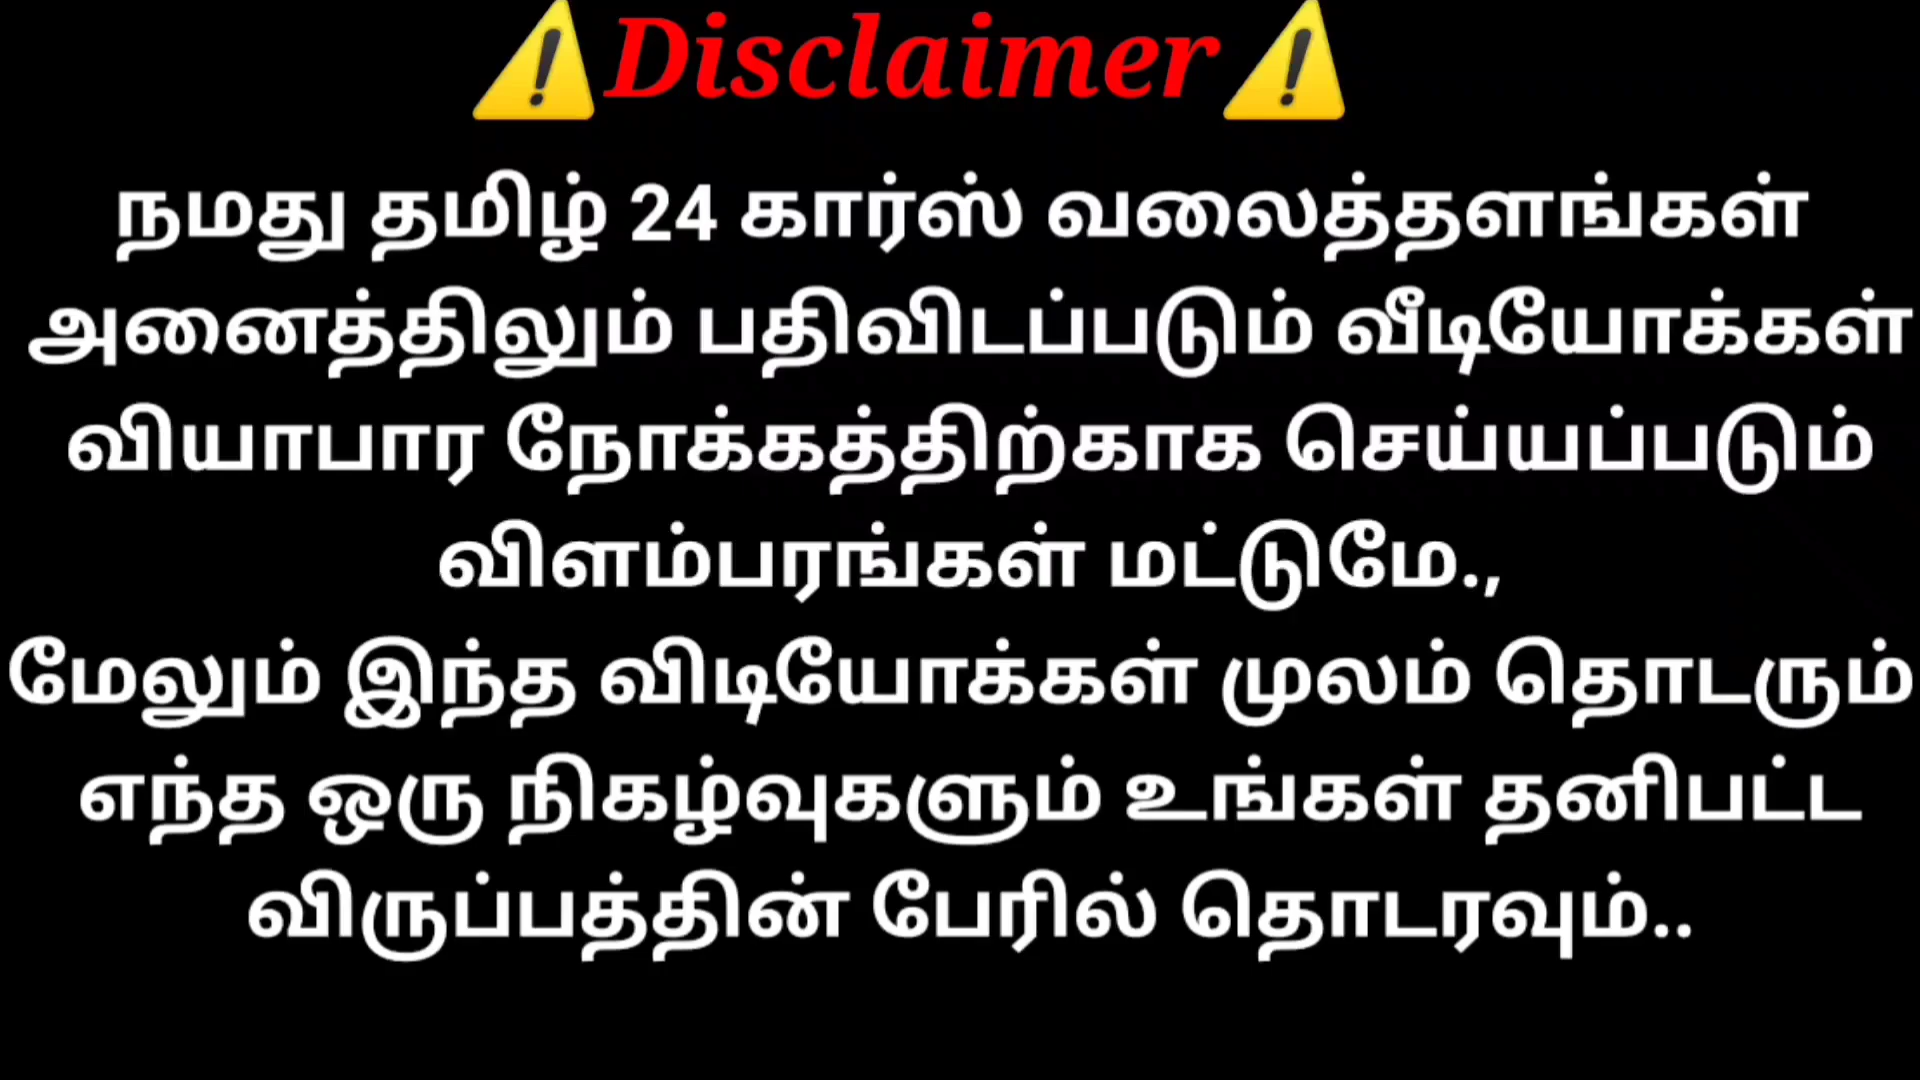 ⚠️Disclaimer⚠️
நமது தமிழ் 24 கார்ஸ் வலைத்தளங்கள்
அனைத்திலும் பதிவிடப்படும் வீடியோக்கள்
வியாபார நோக்கத்திற்காக செய்யப்படும்
விளம்பரங்கள் மட்டுமே.,
மேலும் இந்த விடியோக்கள் முலம் தொடரும்
எந்த ஒரு நிகழ்வுகளும் உங்கள் தனிபட்ட
விருப்பத்தின் பேரில் தொடரவும்..